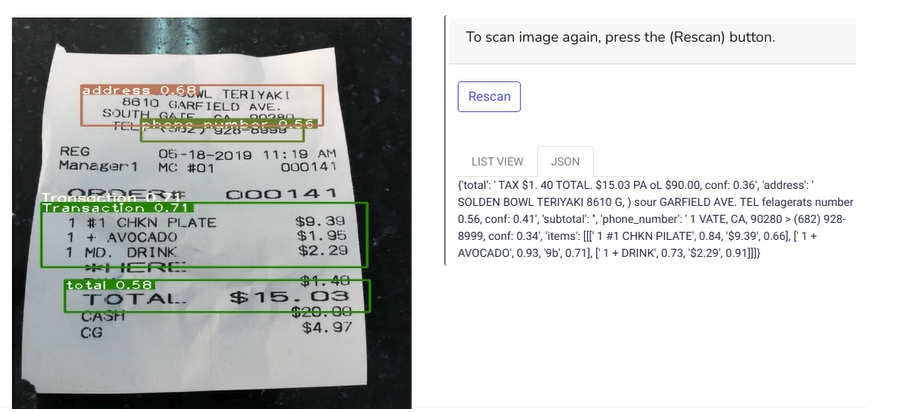 address 0.68 OWL TERIYAKI
8610 GARFIELD AVE.
SOUTH GATE, CA 90280
TEL phone_number 0.56
928-8999
REG 05-18-2019 11:19 AM
Manager1 MC #01 000141
ORDER# 000141
Transaction 0.71
Transaction 0.71
1 #1 CHKN PLATE $9.39
1 + AVOCADO $1.95
1 MD. DRINK $2.29
*HERE
$1.40
total 0.58
TOTAL $15.03
CASH $20.00
CG $4.97
To scan image again, press the (Rescan) button.
Rescan
LIST VIEW JSON
{'total': ' TAX $1. 40 TOTAL. $15.03 PA oL $90.00, conf: 0.36', 'address': '
SOLDEN BOWL TERIYAKI 8610 G, ) sour GARFIELD AVE. TEL felagerats number
0.56, conf: 0.41', 'subtotal': '', 'phone_number': ' 1 VATE, CA, 90280 > (682) 928-
8999, conf: 0.34', 'items': [[[' 1 #1 CHKN PILATE', 0.84, '$9.39', 0.66], [' 1 +
AVOCADO', 0.93, '9b', 0.71], [' 1 + DRINK', 0.73, '$2.29', 0.91]]]}